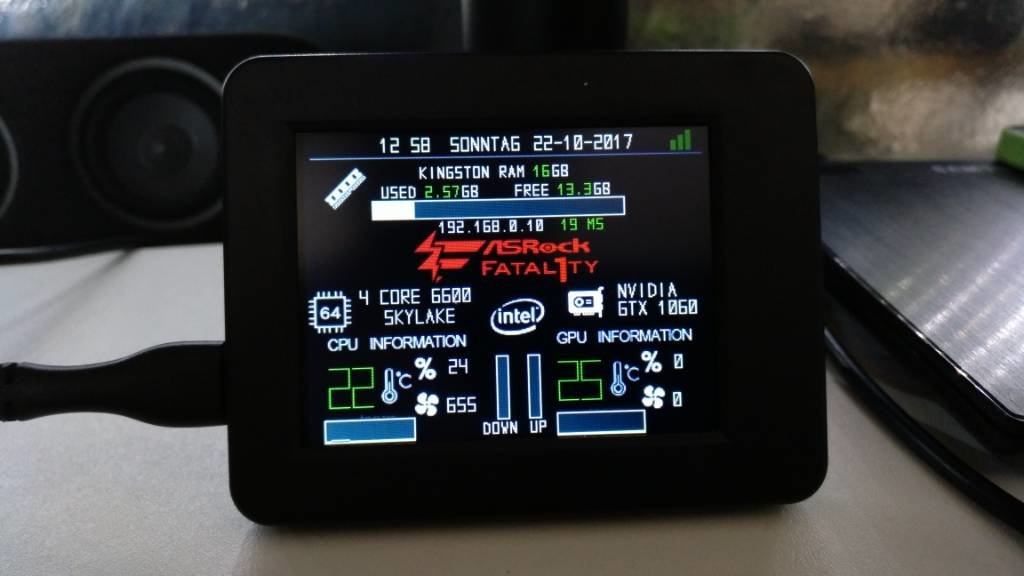 12 58 SONNTAG 22-10-2017
KINGSTON RAM 16GB
USED 2.57GB FREE 13.3GB
192.168.0.10 19 MS
ASRock
FATAL1TY
64 4 CORE 6600
SKYLAKE
intel
NVIDIA
GTX 1060
CPU INFORMATION
GPU INFORMATION
22 °C % 24
655
25 °C % 0
0
DOWN UP